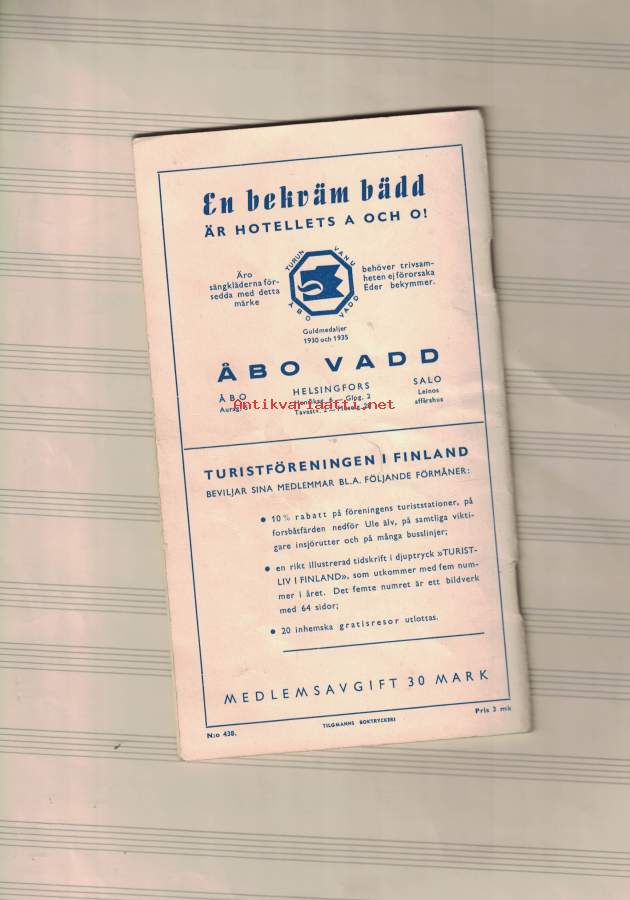 En bekväm bädd
ÄR HOTELLETS A OCH O!
Äro
sängkläderna för-
sedda med detta
märke
TURUN VANU
ÅBO VADD
behöver trivsam-
heten ej förorsaka
Eder bekymmer.
Guldmedaljer
1930 och 1935
ÅBO VADD
ÅBO
HELSINGFORS
SALO
Leinos
affärshus
Antikvariaatti.net
TURISTFÖRENINGEN I FINLAND
BEVILJAR SINA MEDLEMMAR BL.A. FÖLJANDE FÖRMÅNER:
• 10 % rabatt på föreningens turiststationer, på
forsbåtfärden nedför Ule älv, på samtliga vikti-
gare insjörutter och på många busslinjer;
• en rikt illustrerad tidskrift i djuptryck »TURIST-
LIV I FINLAND», som utkommer med fem num-
mer i året. Det femte numret är ett bildverk
med 64 sidor;
• 20 inhemska gratisresor utlottas.
MEDLEMSAVGIFT 30 MARK
N:o 438.
TILGMANNS BOKTRYCKERI
Pris 3 mk